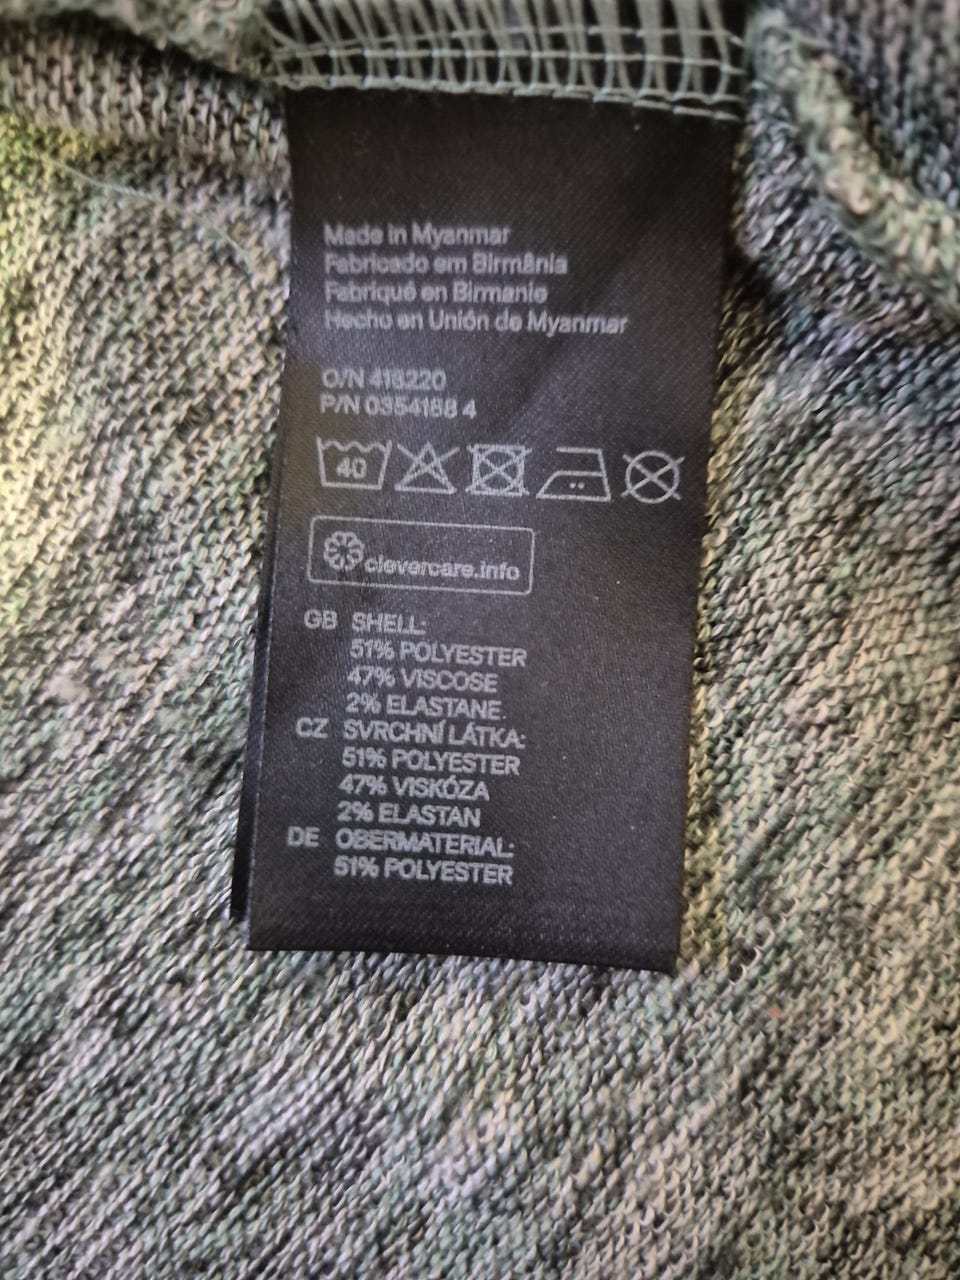 Made in Myanmar
Fabricado em Birmânia
Fabriqué en Birmanie
Hecho en Unión de Myanmar
O/N 418220
P/N 0354188 4
40
clevercare.info
GB SHELL:
51% POLYESTER
47% VISCOSE
2% ELASTANE
CZ SVRCHNÍ LÁTKA:
51% POLYESTER
47% VISKÓZA
2% ELASTAN
DE OBERMATERIAL:
51% POLYESTER